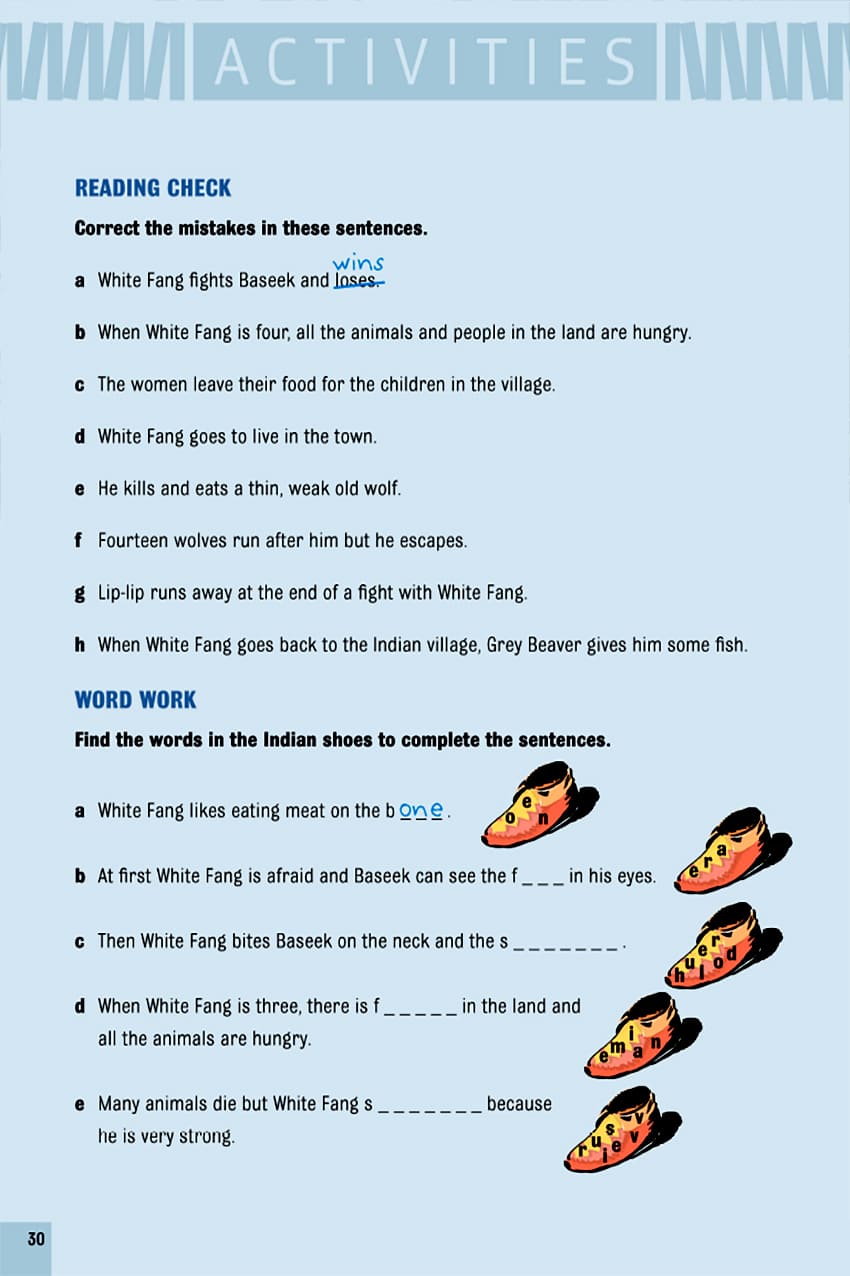 ACTIVITIES
READING CHECK
Correct the mistakes in these sentences.
wins
a White Fang fights Baseek and loses.
b When White Fang is four, all the animals and people in the land are hungry.
c The women leave their food for the children in the village.
d White Fang goes to live in the town.
e He kills and eats a thin, weak old wolf.
f Fourteen wolves run after him but he escapes.
g Lip-lip runs away at the end of a fight with White Fang.
h When White Fang goes back to the Indian village, Grey Beaver gives him some fish.
WORD WORK
Find the words in the Indian shoes to complete the sentences.
a White Fang likes eating meat on the b one.
o e n
b At first White Fang is afraid and Baseek can see the f _ _ _ in his eyes.
e r a
c Then White Fang bites Baseek on the neck and the s _ _ _ _ _ _ _ .
h u l e r o d
d When White Fang is three, there is f _ _ _ _ _ in the land and
all the animals are hungry.
e m i a n
e Many animals die but White Fang s _ _ _ _ _ _ _ because
he is very strong.
r u i s e v v
30